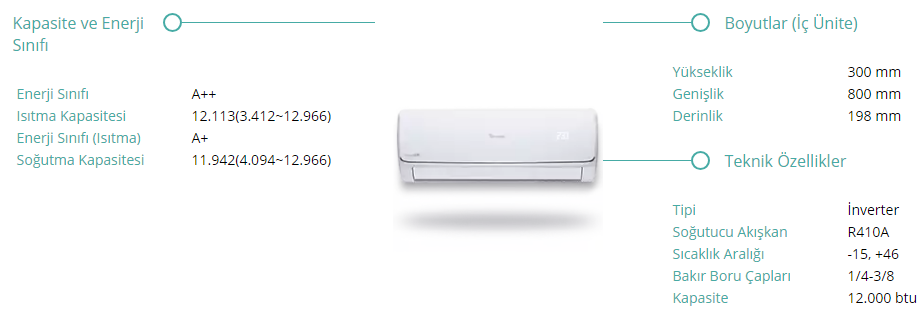 Kapasite ve Enerji
Sınıfı
Enerji Sınıfı A++
Isıtma Kapasitesi 12.113(3.412~12.966)
Enerji Sınıfı (Isıtma) A+
Soğutma Kapasitesi 11.942(4.094~12.966)
Boyutlar (İç Ünite)
Yükseklik 300 mm
Genişlik 800 mm
Derinlik 198 mm
Teknik Özellikler
Tipi İnverter
Soğutucu Akışkan R410A
Sıcaklık Aralığı -15, +46
Bakır Boru Çapları 1/4-3/8
Kapasite 12.000 btu